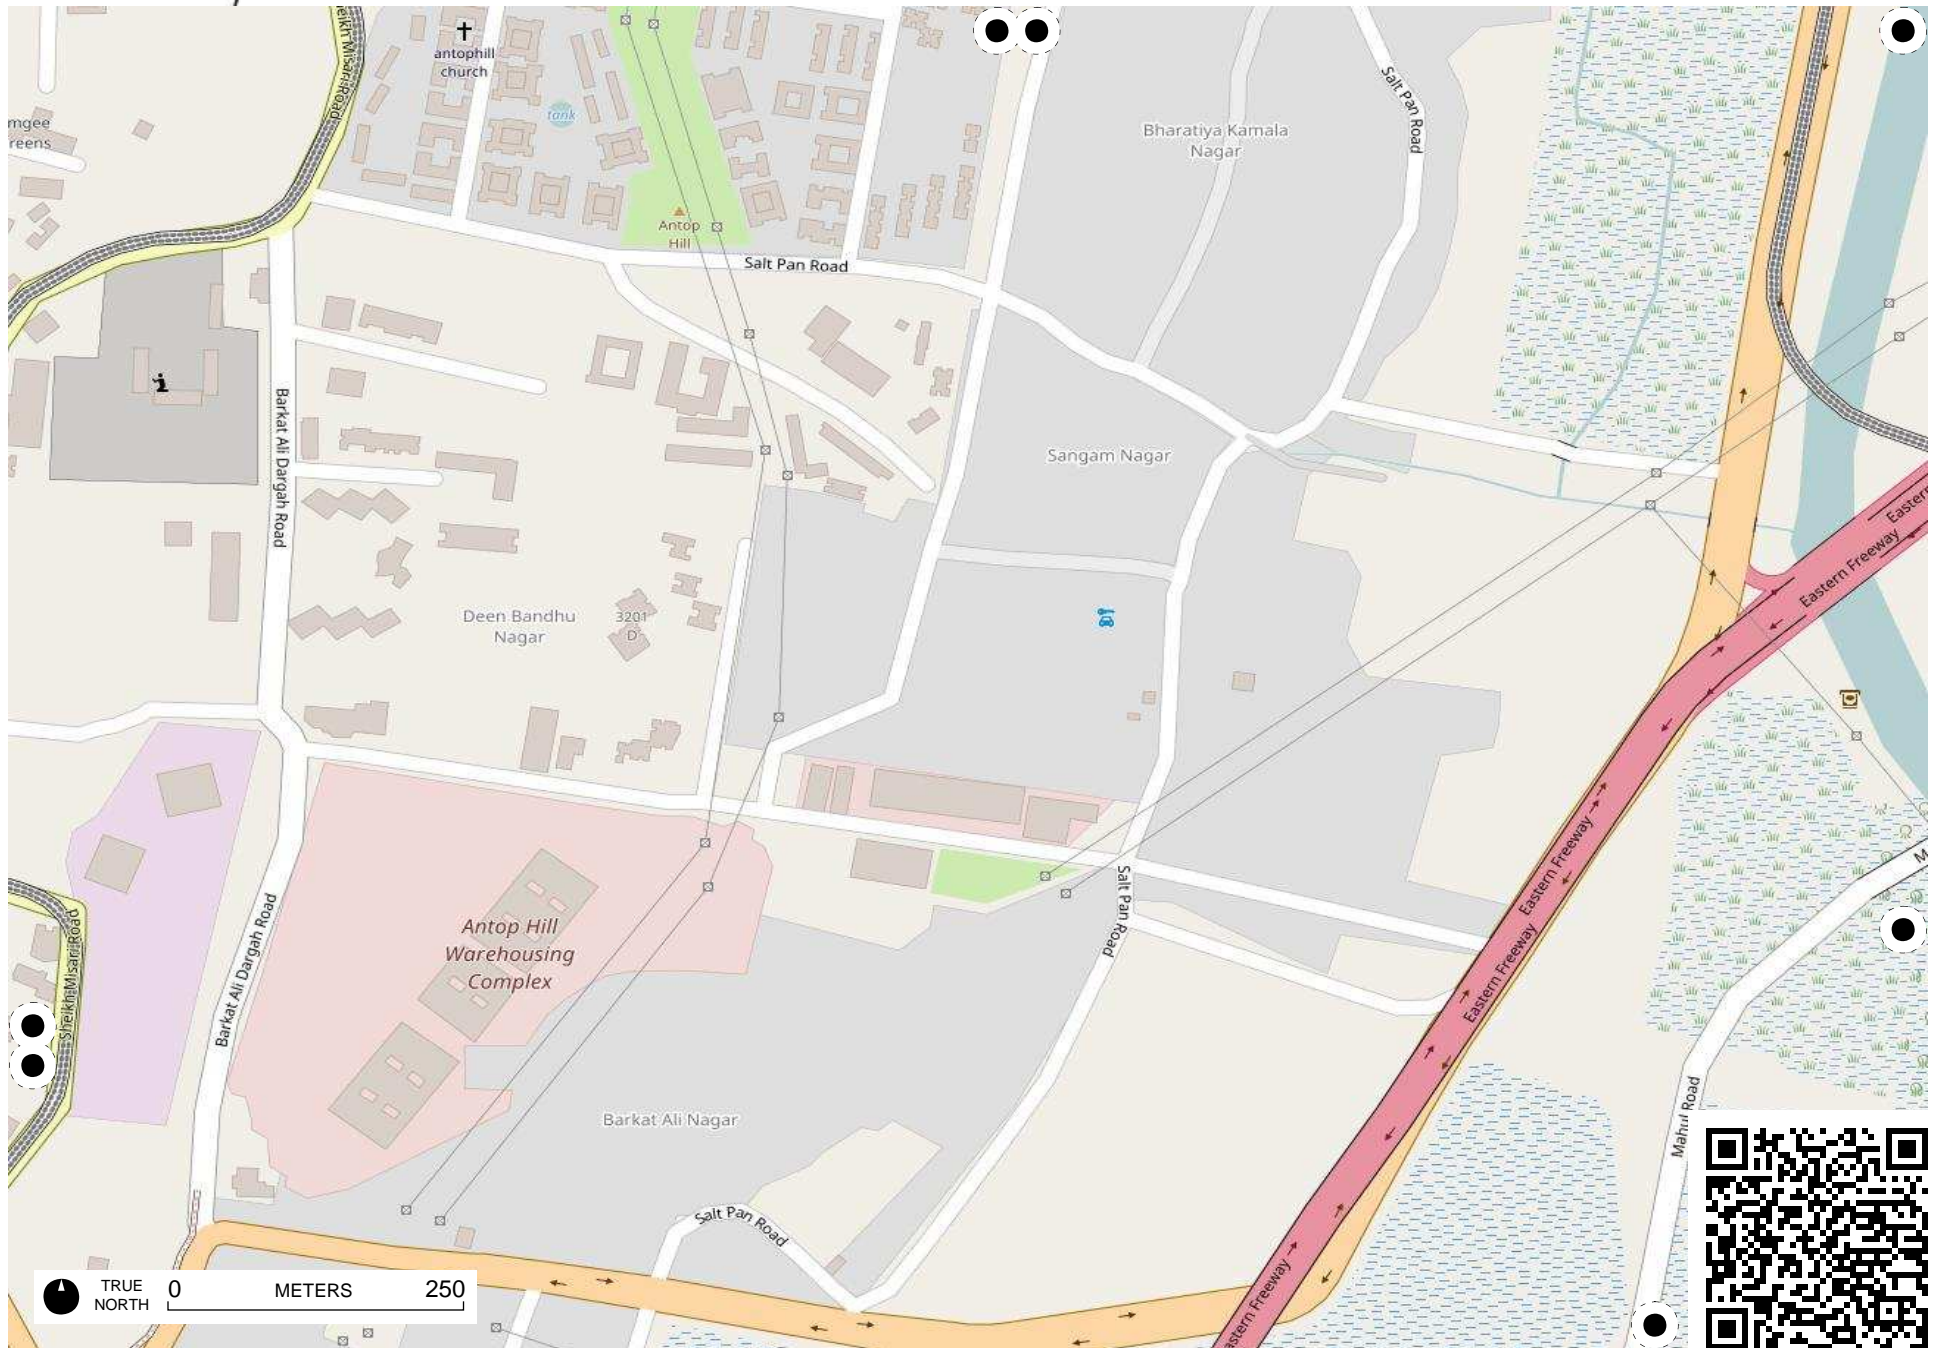 Sheikh Misari Road
antophill
church
Salt Pan Road
tank
mgee
reens
Bharatiya Kamala
Nagar
Antop
Hill
Salt Pan Road
Barkat Ali Dargah Road
Sangam Nagar
Eastern
Eastern Freeway
Deen Bandhu
Nagar
3201
D
Eastern Freeway
Salt Pan Road
Barkat Ali Dargah Road
Antop Hill
Warehousing
Complex
Sheikh Misari Road
Eastern Freeway
Mahul Road
Barkat Ali Nagar
Salt Pan Road
Eastern Freeway
TRUE
NORTH
0 METERS 250